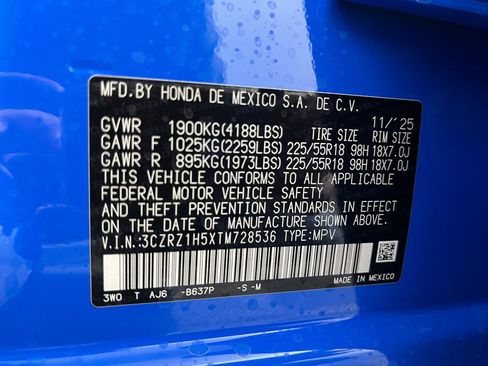 MFD.BY HONDA DE MEXICO S.A. DE C.V.
11/'25
GVWR 1900KG(4188LBS) TIRE SIZE RIM SIZE
GAWR F 1025KG(2259LBS) 225/55R18 98H 18X7.0J
GAWR R 895KG(1973LBS) 225/55R18 98H 18X7.0J
THIS VEHICLE CONFORMS TO ALL APPLICABLE
FEDERAL MOTOR VEHICLE SAFETY
AND THEFT PREVENTION STANDARDS IN EFFECT
ON THE DATE OF MANUFACTURE SHOWN ABOVE.
V.I.N.:3CZRZ1H5XTM728536 TYPE:MPV
3W0 T AJ6 -B637P -S -M
MADE IN MEXICO